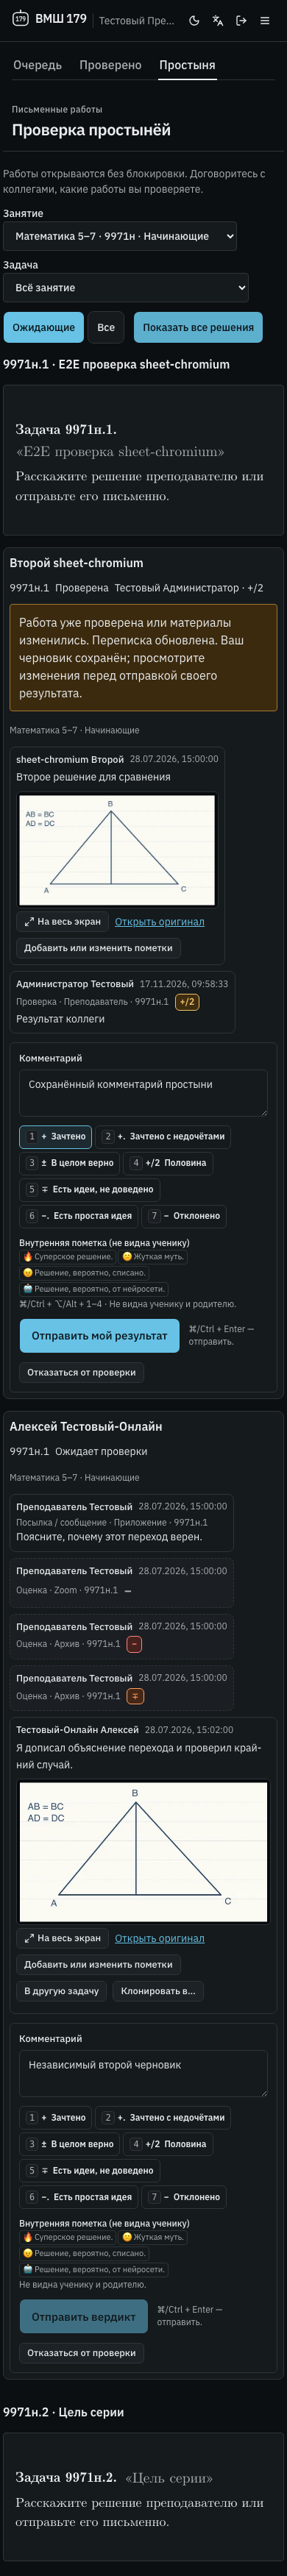 179 ВМШ 179 Тестовый Пре...
Очередь Проверено Простыня
Письменные работы
Проверка простынёй
Работы открываются без блокировки. Договоритесь с
коллегами, какие работы вы проверяете.
Занятие
Математика 5–7 · 9971н · Начинающие
Задача
Всё занятие
Ожидающие Все Показать все решения
9971н.1 · E2E проверка sheet-chromium
Задача 9971н.1.
«E2E проверка sheet-chromium»
Расскажите решение преподавателю или
отправьте его письменно.
Второй sheet-chromium
9971н.1 Проверена Тестовый Администратор · +/2
Работа уже проверена или материалы
изменились. Переписка обновлена. Ваш
черновик сохранён; просмотрите
изменения перед отправкой своего
результата.
Математика 5–7 · Начинающие
sheet-chromium Второй 28.07.2026, 15:00:00
Второе решение для сравнения
B
AB = BC
AD = DC
A
C
На весь экран Открыть оригинал
Добавить или изменить пометки
Администратор Тестовый 17.11.2026, 09:58:33
Проверка · Преподаватель · 9971н.1 +/2
Результат коллеги
Комментарий
Сохранённый комментарий простыни
1 + Зачтено 2 +. Зачтено с недочётами
3 ± В целом верно 4 +/2 Половина
5 ∓ Есть идеи, не доведено
6 −. Есть простая идея 7 − Отклонено
Внутренняя пометка (не видна ученику)
Суперское решение. Жуткая муть.
Решение, вероятно, списано.
Решение, вероятно, от нейросети.
⌘/Ctrl + ⌥/Alt + 1–4 · Не видна ученику и родителю.
Отправить мой результат ⌘/Ctrl + Enter —
отправить.
Отказаться от проверки
Алексей Тестовый-Онлайн
9971н.1 Ожидает проверки
Математика 5–7 · Начинающие
Преподаватель Тестовый 28.07.2026, 15:00:00
Посылка / сообщение · Приложение · 9971н.1
Поясните, почему этот переход верен.
Преподаватель Тестовый 28.07.2026, 15:00:00
Оценка · Zoom · 9971н.1 —
Преподаватель Тестовый 28.07.2026, 15:00:00
Оценка · Архив · 9971н.1 −
Преподаватель Тестовый 28.07.2026, 15:00:00
Оценка · Архив · 9971н.1 ∓
Тестовый-Онлайн Алексей 28.07.2026, 15:02:00
Я дописал объяснение перехода и проверил край-
ний случай.
B
AB = BC
AD = DC
A
C
На весь экран Открыть оригинал
Добавить или изменить пометки
В другую задачу Клонировать в...
Комментарий
Независимый второй черновик
1 + Зачтено 2 +. Зачтено с недочётами
3 ± В целом верно 4 +/2 Половина
5 ∓ Есть идеи, не доведено
6 −. Есть простая идея 7 − Отклонено
Внутренняя пометка (не видна ученику)
Суперское решение. Жуткая муть.
Решение, вероятно, списано.
Решение, вероятно, от нейросети.
Не видна ученику и родителю.
Отправить вердикт ⌘/Ctrl + Enter —
отправить.
Отказаться от проверки
9971н.2 · Цель серии
Задача 9971н.2. «Цель серии»
Расскажите решение преподавателю или
отправьте его письменно.